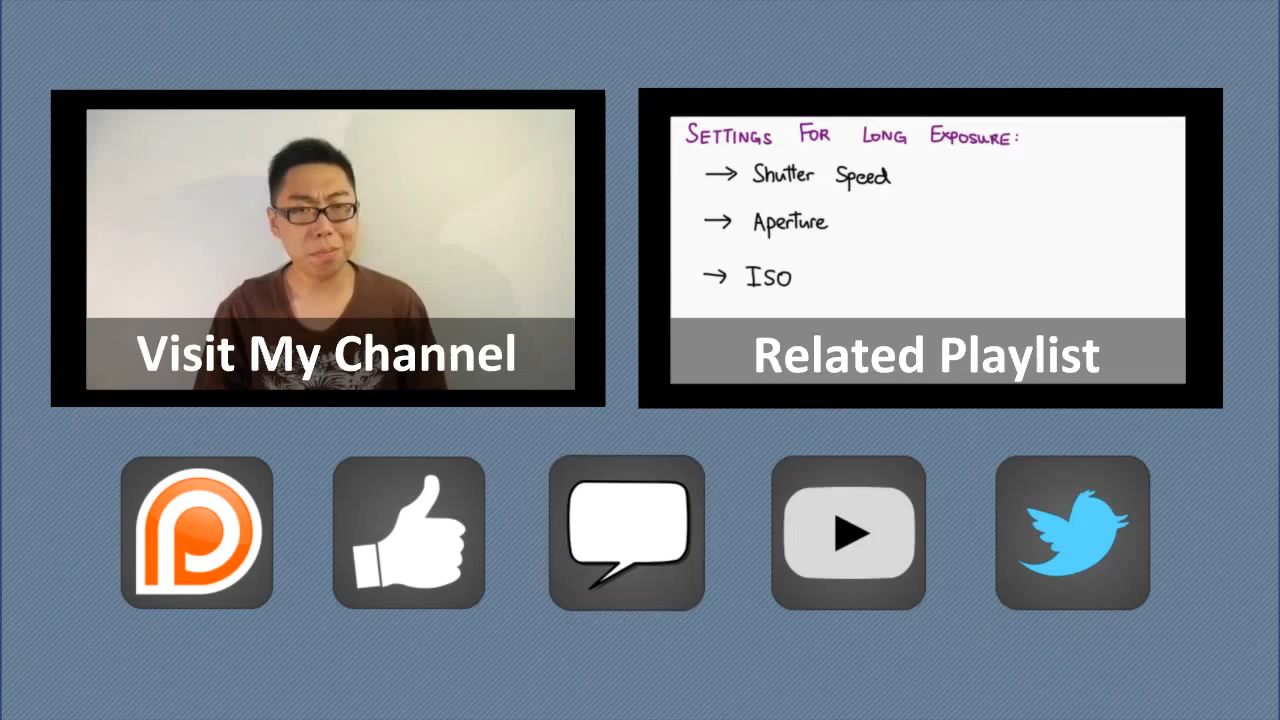 SETTINGS FOR LONG EXPOSURE:
→ Shutter Speed
→ Aperture
→ ISO
Visit My Channel
Related Playlist